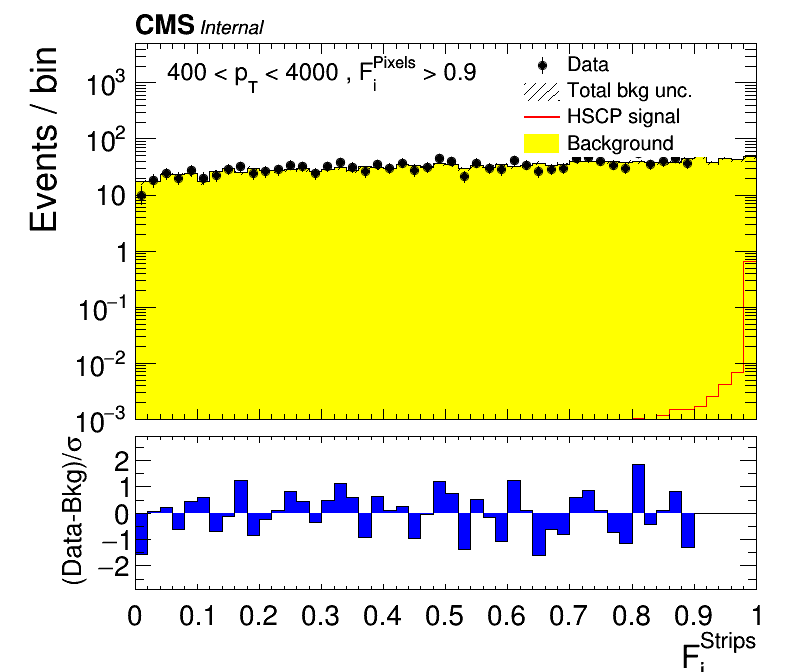 CMS Internal
400 < p_T < 4000 , F_i^Pixels > 0.9
Data
Total bkg unc.
HSCP signal
Background
Events / bin
10^3
10^2
10
1
10^−1
10^−2
10^−3
(Data-Bkg)/σ
2
1
0
−1
−2
0 0.1 0.2 0.3 0.4 0.5 0.6 0.7 0.8 0.9 1
F_i^Strips